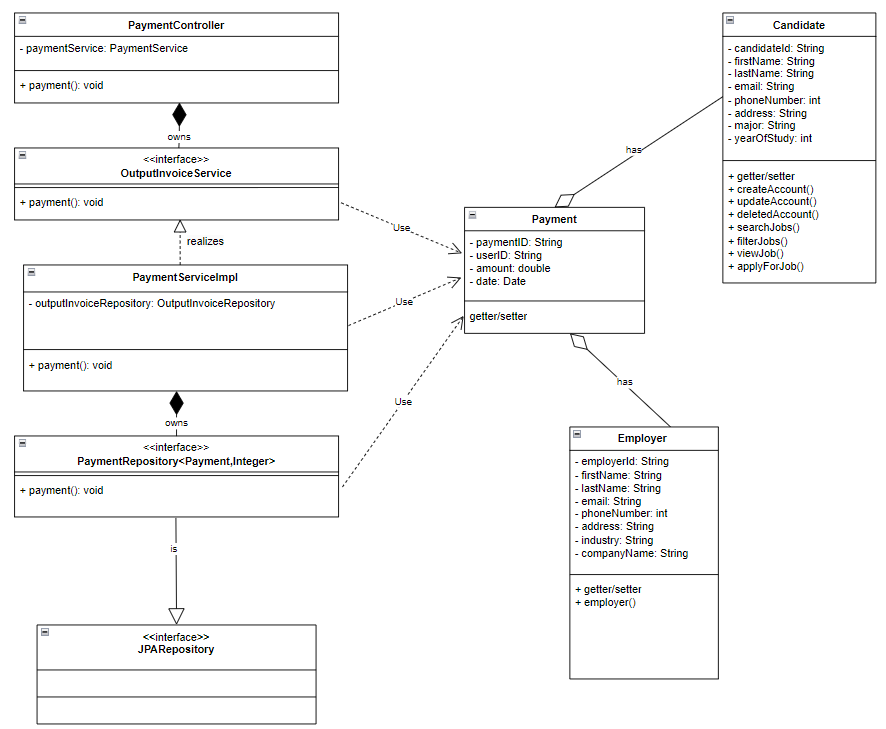 PaymentController
- paymentService: PaymentService
+ payment(): void
owns
<<interface>>
OutputInvoiceService
+ payment(): void
realizes
PaymentServiceImpl
- outputInvoiceRepository: OutputInvoiceRepository
+ payment(): void
owns
<<interface>>
PaymentRepository<Payment,Integer>
+ payment(): void
is
<<interface>>
JPARepository
Use
Use
Use
Payment
- paymentID: String
- userID: String
- amount: double
- date: Date
getter/setter
has
has
Candidate
- candidateId: String
- firstName: String
- lastName: String
- email: String
- phoneNumber: int
- address: String
- major: String
- yearOfStudy: int
+ getter/setter
+ createAccount()
+ updateAccount()
+ deletedAccount()
+ searchJobs()
+ filterJobs()
+ viewJob()
+ applyForJob()
Employer
- employerId: String
- firstName: String
- lastName: String
- email: String
- phoneNumber: int
- address: String
- industry: String
- companyName: String
+ getter/setter
+ employer()